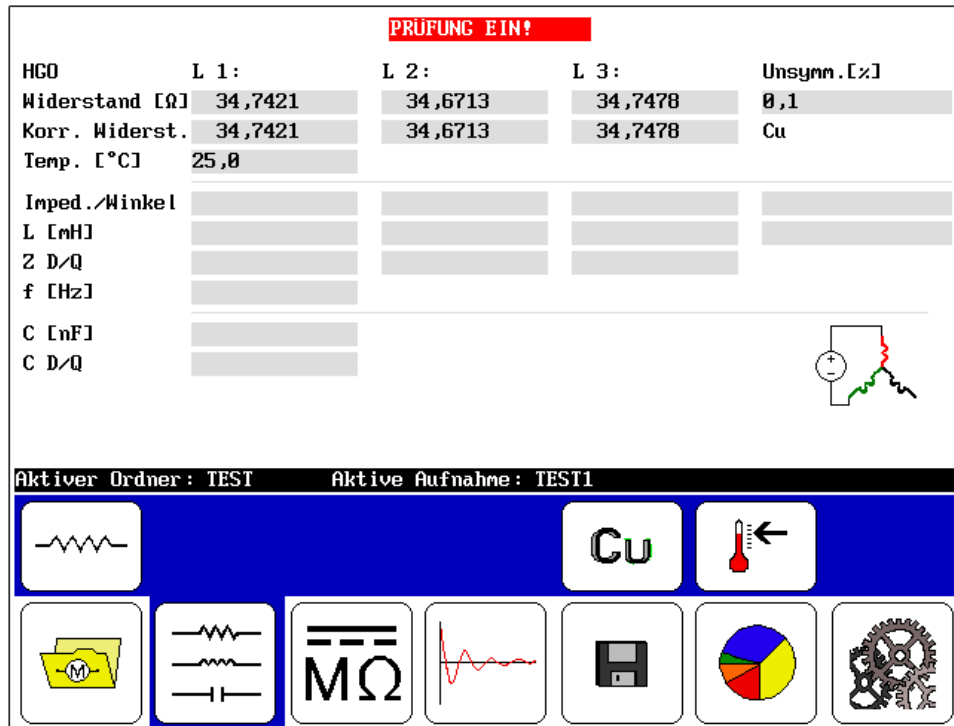 PRÜFUNG EIN!
HGO L 1: L 2: L 3: Unsymm.[%]
Widerstand [Ω] 34,7421 34,6713 34,7478 0,1
Korr. Widerst. 34,7421 34,6713 34,7478 Cu
Temp. [°C] 25,0
Imped./Winkel
L [mH]
Z D/Q
f [Hz]
C [nF]
C D/Q
Aktiver Ordner: TEST Aktive Aufnahme: TEST1
Cu
M MΩ